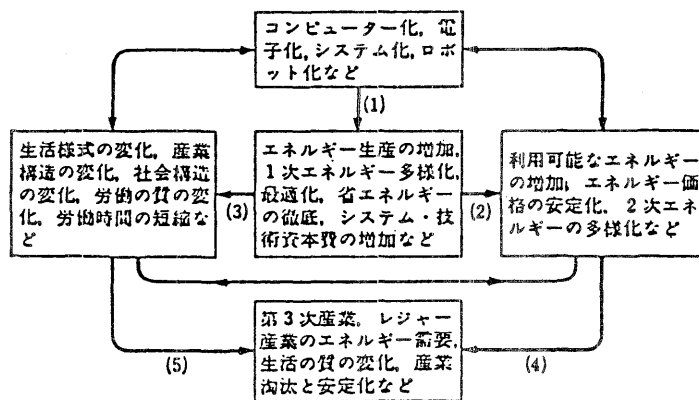 コンピューター化，電
子化，システム化，ロボ
ット化など
(1)
生活様式の変化，産業
構造の変化，社会構造
の変化，労働の質の変
化，労働時間の短縮な
ど
(3)
エネルギー生産の増加，
1次エネルギー多様化，
最適化，省エネルギー
の徹底，システム・技
術資本費の増加など
(2)
利用可能なエネルギー
の増加，エネルギー価
格の安定化，2次エネ
ルギーの多様化など
第3次産業，レジャー
産業のエネルギー需要，
生活の質の変化，産業
淘汰と安定化など
(5)
(4)